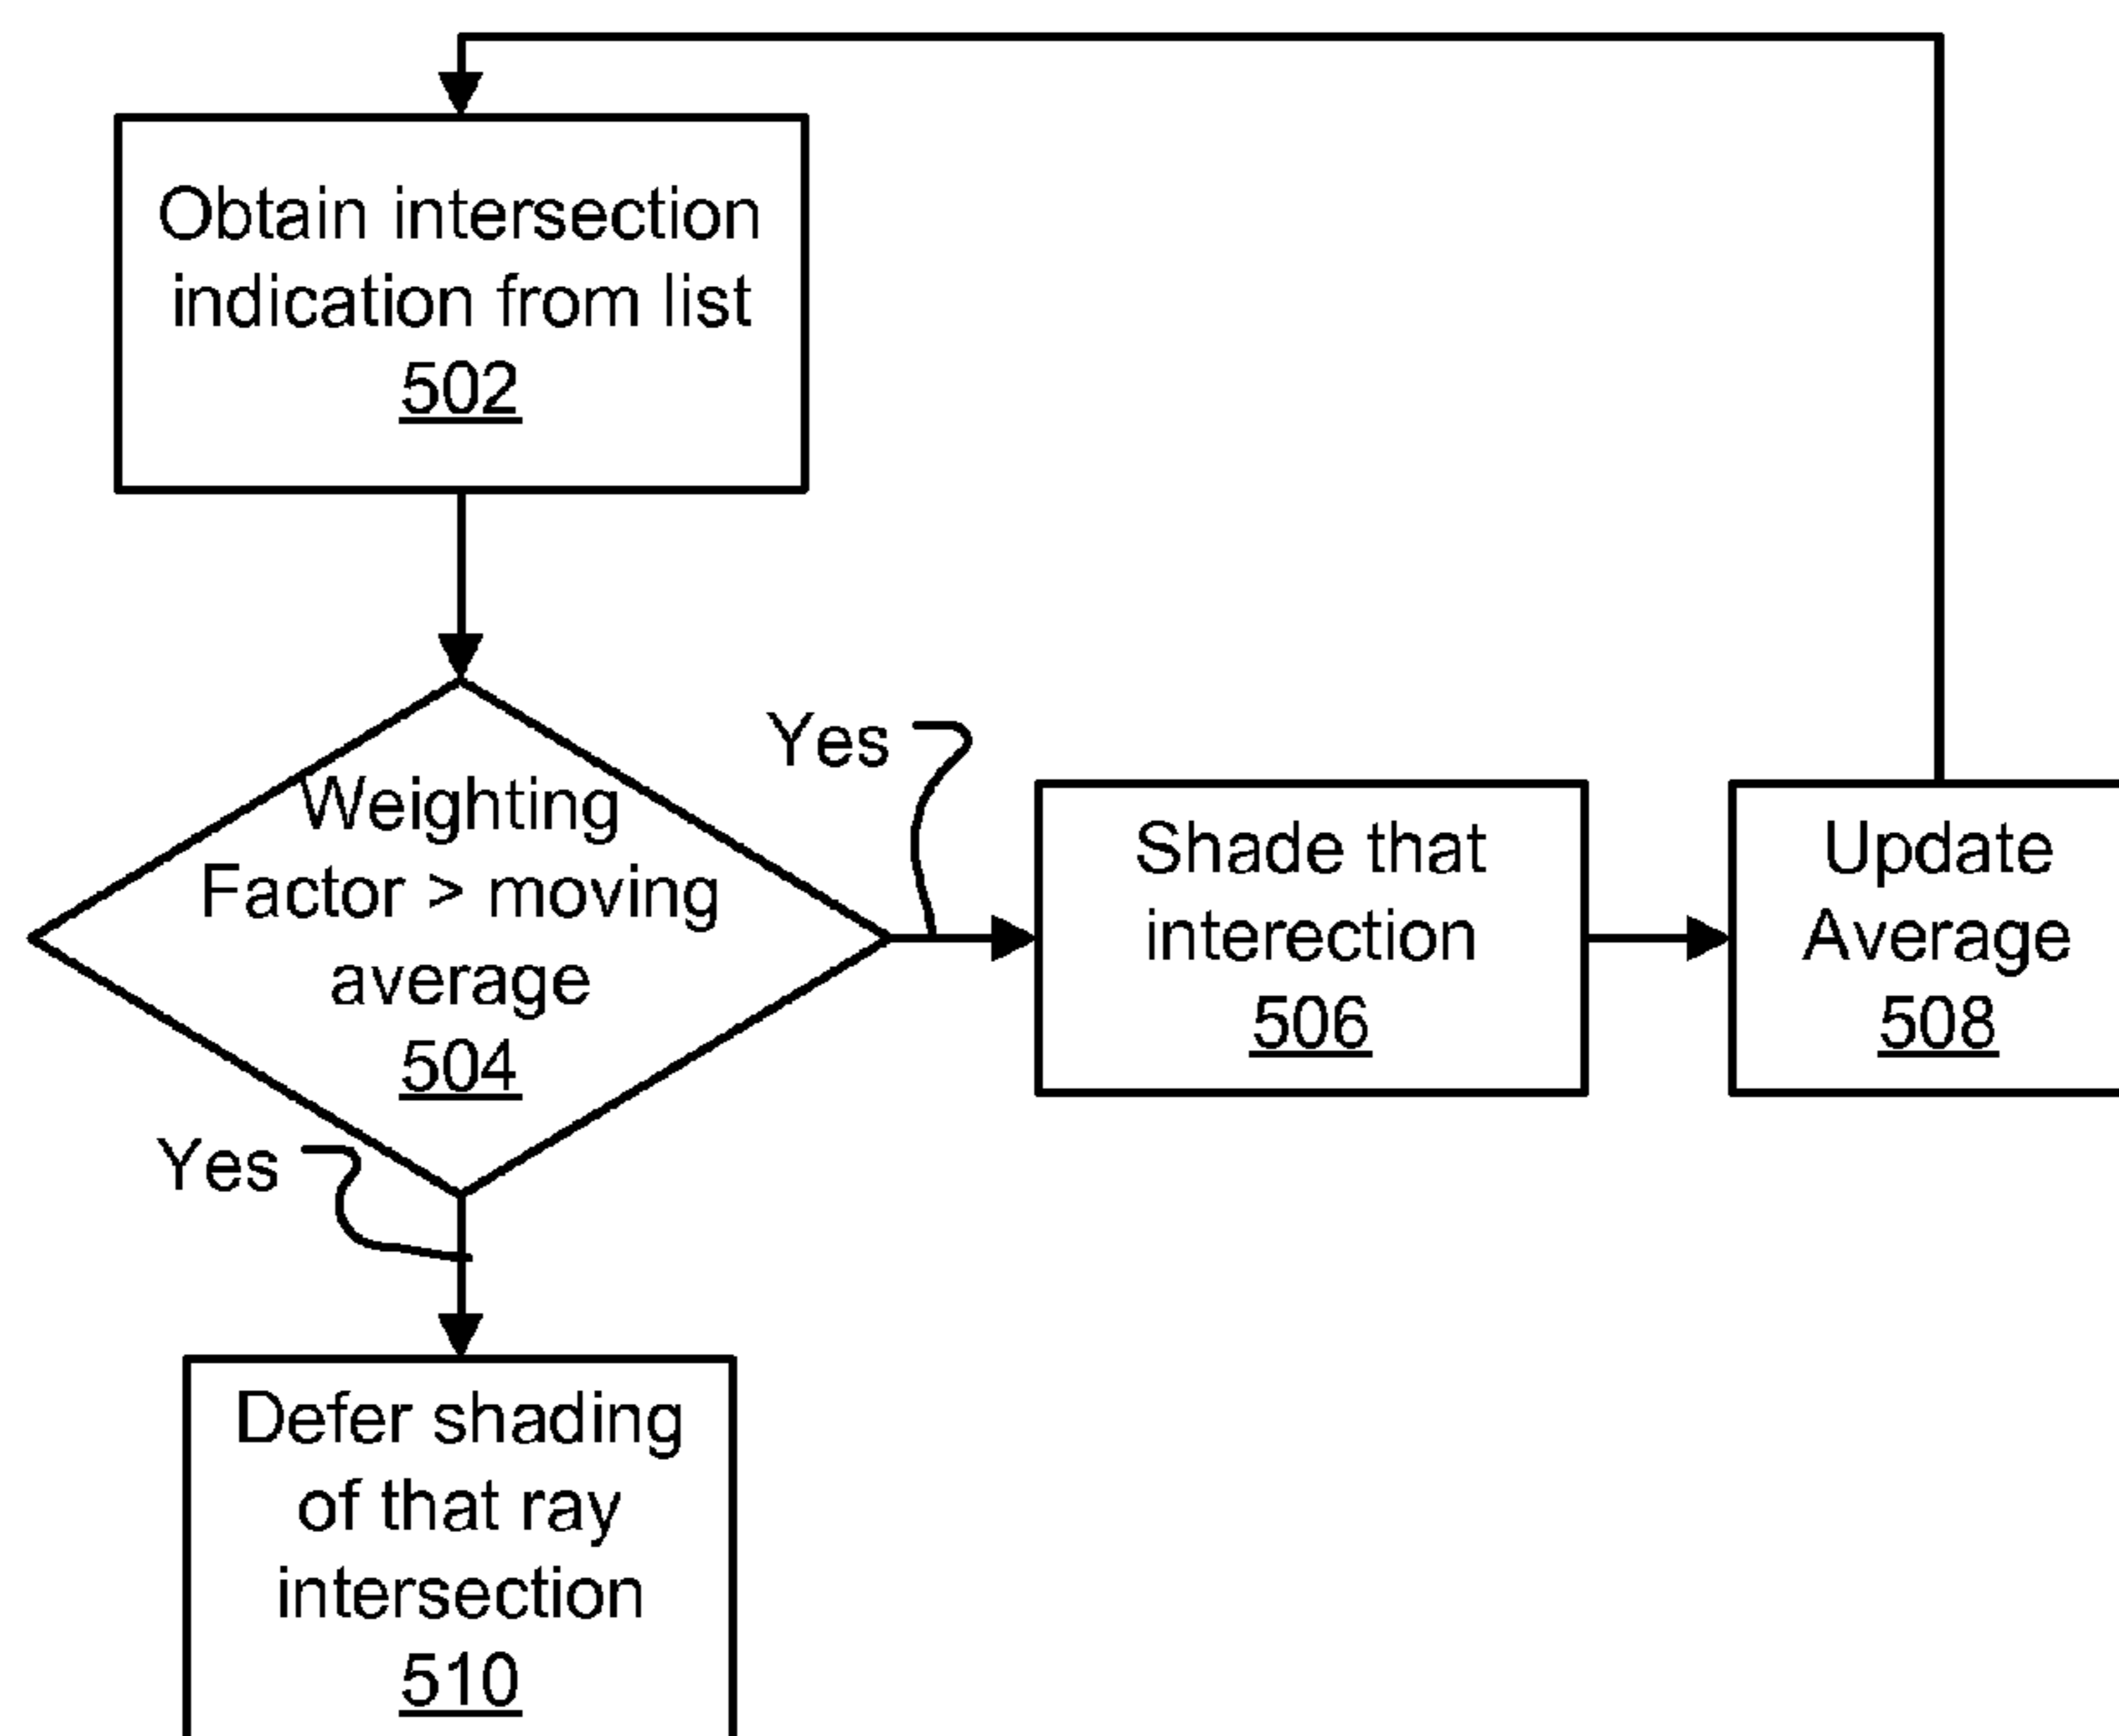 Obtain intersection
indication from list
502
Weighting
Factor > moving
average
504
Yes
Shade that
interection
506
Update
Average
508
Yes
Defer shading
of that ray
intersection
510